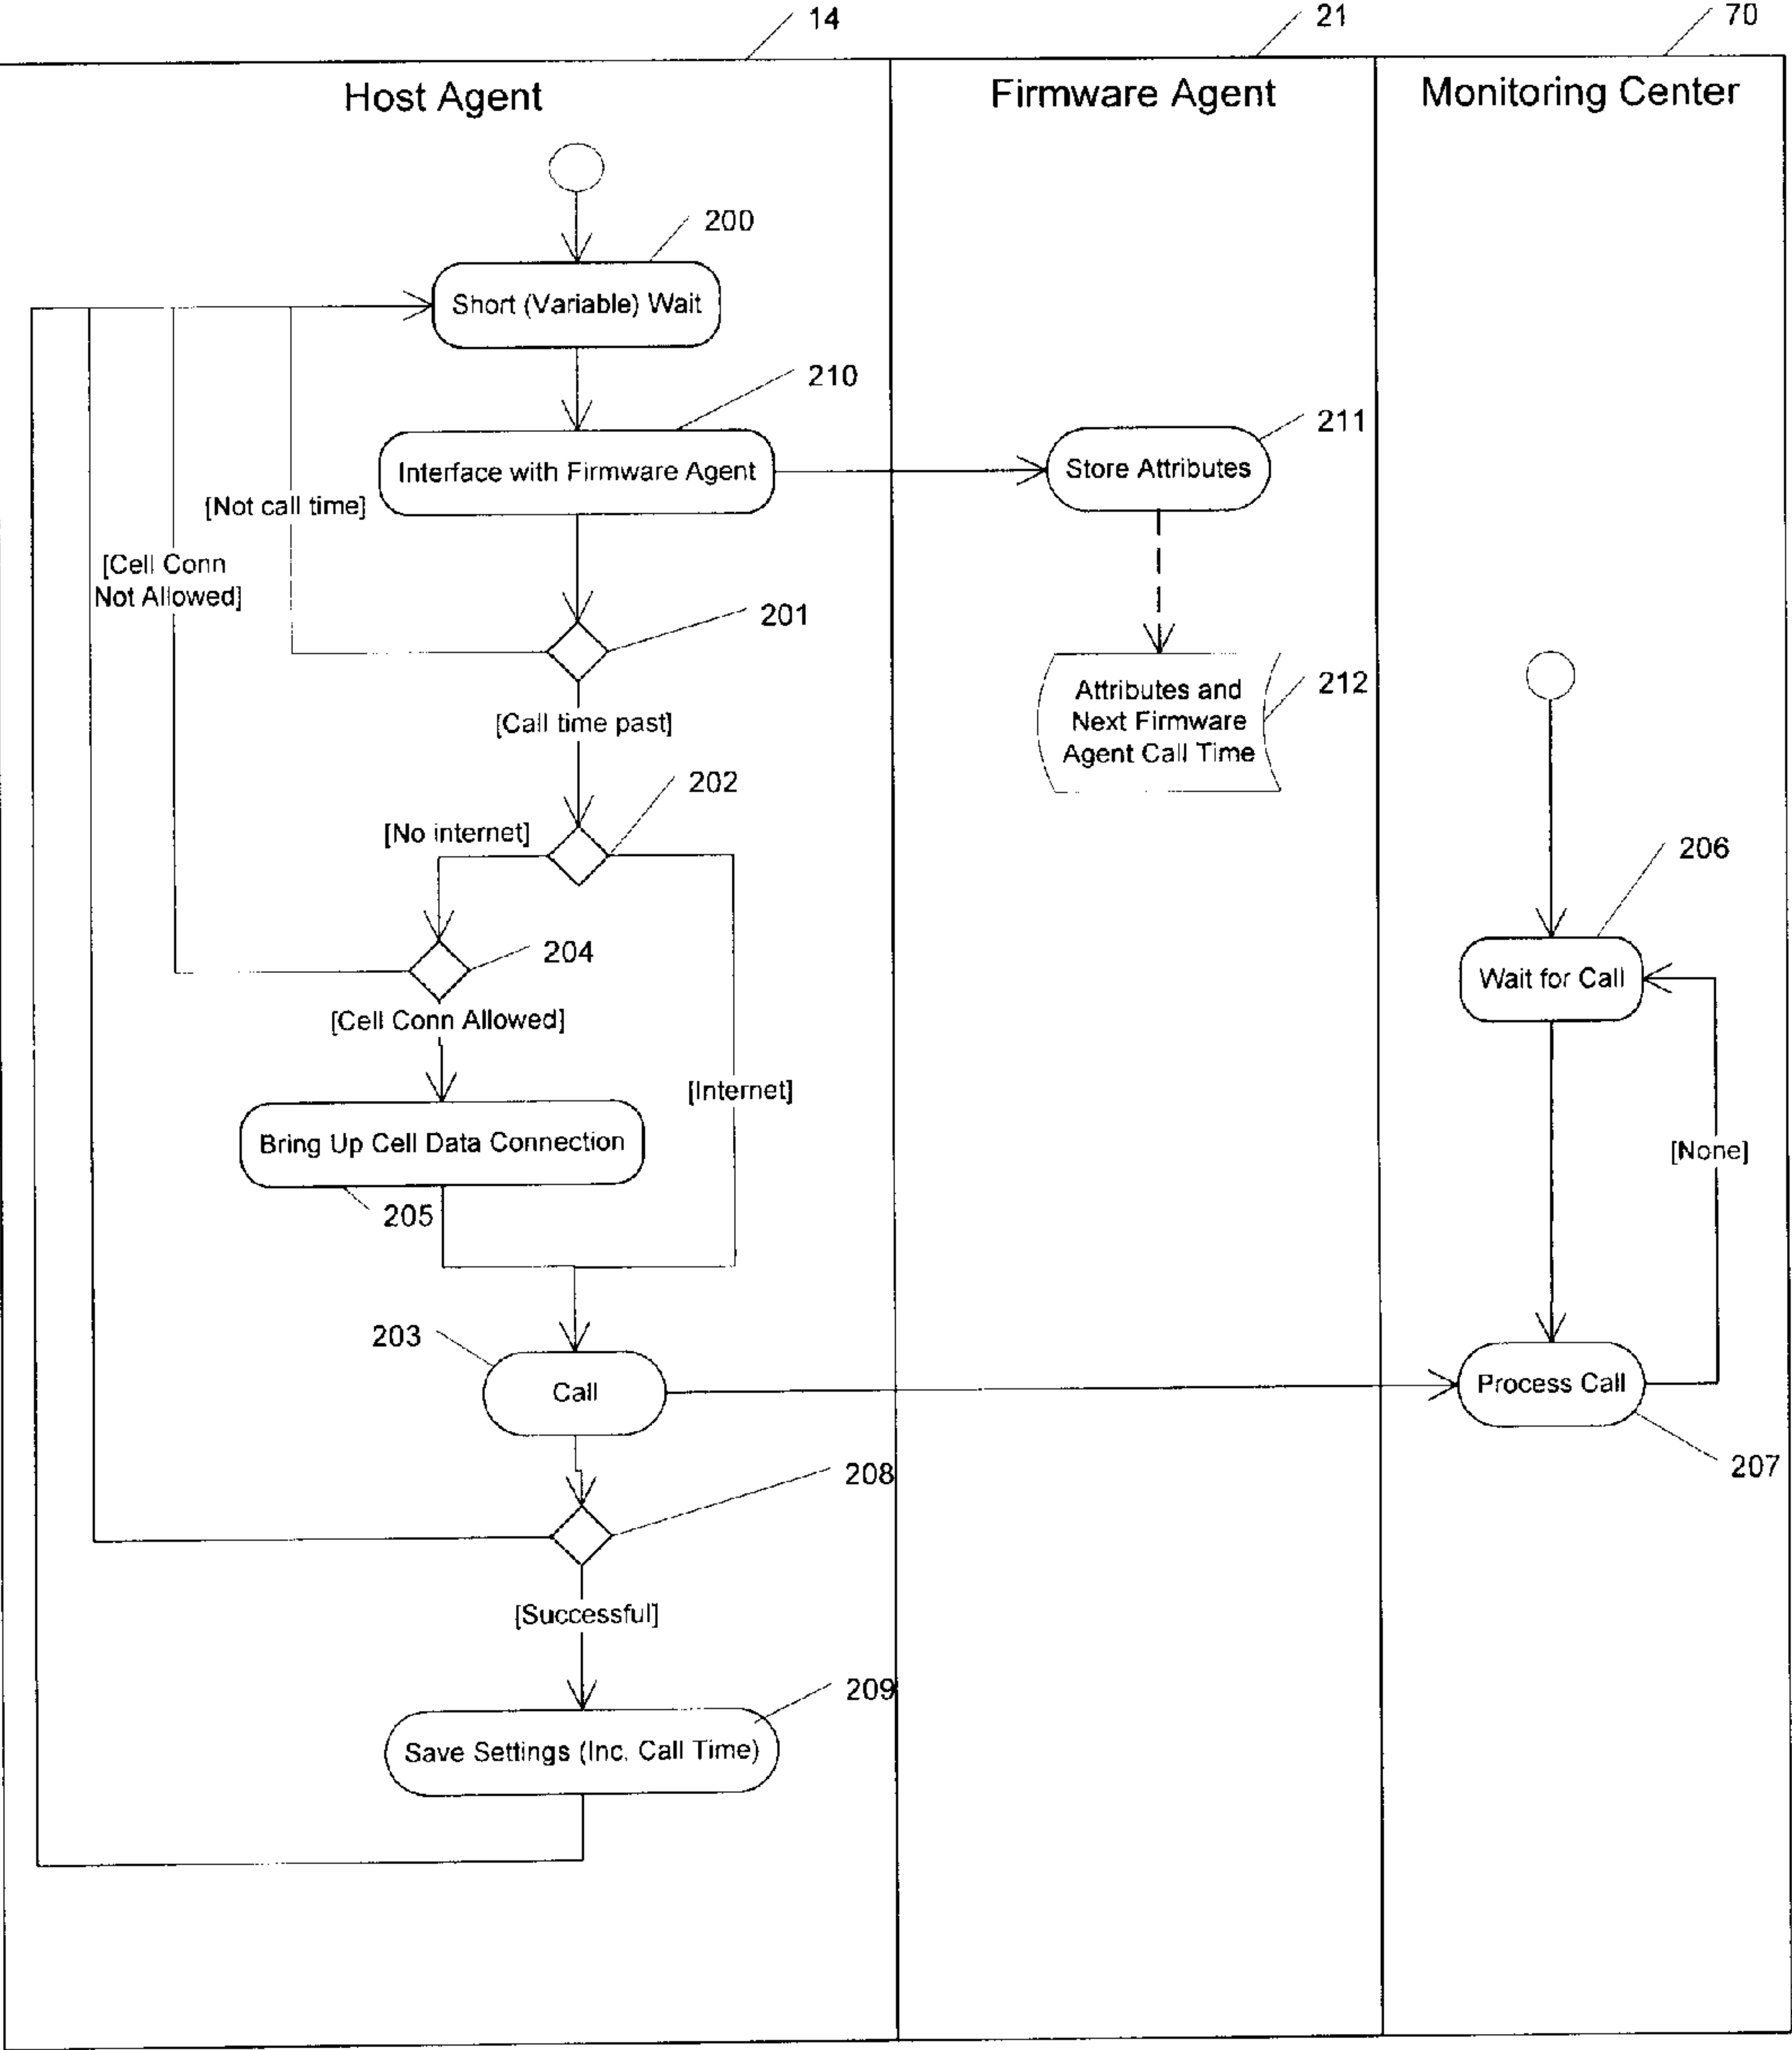 14
21
70
Host Agent
Firmware Agent
Monitoring Center
200
Short (Variable) Wait
210
Interface with Firmware Agent
211
Store Attributes
[Not call time]
[Cell Conn
Not Allowed]
201
212
Attributes and
Next Firmware
Agent Call Time
[Call time past]
202
[No internet]
206
204
Wait for Call
[Cell Conn Allowed]
[Internet]
Bring Up Cell Data Connection
[None]
205
203
Call
Process Call
207
208
[Successful]
209
Save Settings (Inc. Call Time)